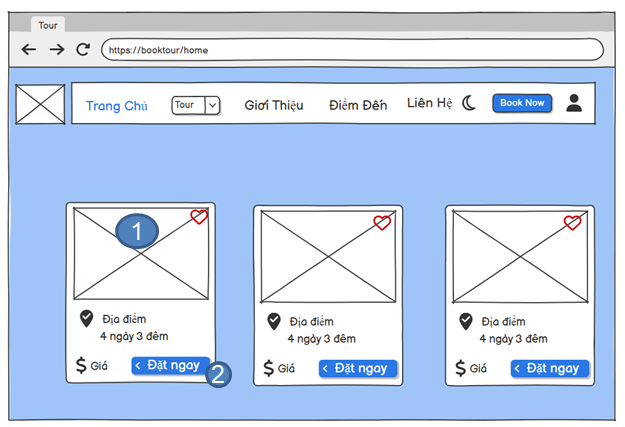 Tour
https://booktour/home
Trang Chủ Tour Giới Thiệu Điểm Đến Liên Hệ Book Now
1
Địa điểm
4 ngày 3 đêm
$ Giá Đặt ngay
2
Địa điểm
4 ngày 3 đêm
$ Giá Đặt ngay
Địa điểm
4 ngày 3 đêm
$ Giá Đặt ngay